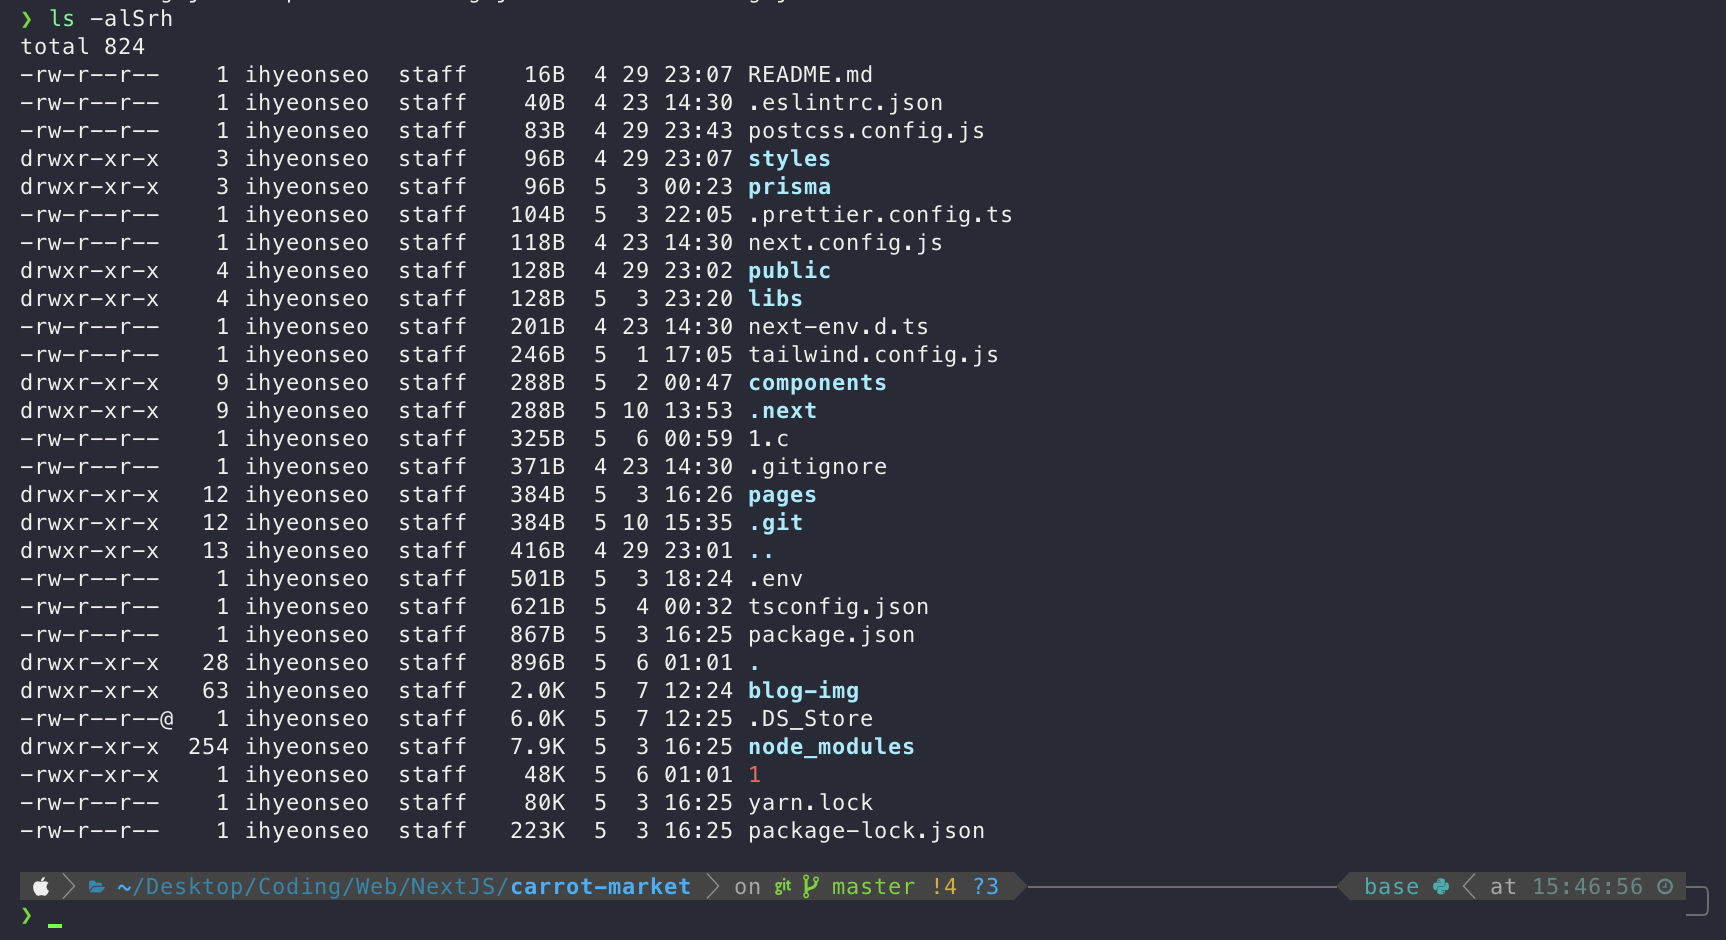 ❯ ls -alSrh
total 824
-rw-r--r--    1 ihyeonseo  staff    16B  4 29 23:07 README.md
-rw-r--r--    1 ihyeonseo  staff    40B  4 23 14:30 .eslintrc.json
-rw-r--r--    1 ihyeonseo  staff    83B  4 29 23:43 postcss.config.js
drwxr-xr-x    3 ihyeonseo  staff    96B  4 29 23:07 styles
drwxr-xr-x    3 ihyeonseo  staff    96B  5  3 00:23 prisma
-rw-r--r--    1 ihyeonseo  staff   104B  5  3 22:05 .prettier.config.ts
-rw-r--r--    1 ihyeonseo  staff   118B  4 23 14:30 next.config.js
drwxr-xr-x    4 ihyeonseo  staff   128B  4 29 23:02 public
drwxr-xr-x    4 ihyeonseo  staff   128B  5  3 23:20 libs
-rw-r--r--    1 ihyeonseo  staff   201B  4 23 14:30 next-env.d.ts
-rw-r--r--    1 ihyeonseo  staff   246B  5  1 17:05 tailwind.config.js
drwxr-xr-x    9 ihyeonseo  staff   288B  5  2 00:47 components
drwxr-xr-x    9 ihyeonseo  staff   288B  5 10 13:53 .next
-rw-r--r--    1 ihyeonseo  staff   325B  5  6 00:59 1.c
-rw-r--r--    1 ihyeonseo  staff   371B  4 23 14:30 .gitignore
drwxr-xr-x   12 ihyeonseo  staff   384B  5  3 16:26 pages
drwxr-xr-x   12 ihyeonseo  staff   384B  5 10 15:35 .git
drwxr-xr-x   13 ihyeonseo  staff   416B  4 29 23:01 ..
-rw-r--r--    1 ihyeonseo  staff   501B  5  3 18:24 .env
-rw-r--r--    1 ihyeonseo  staff   621B  5  4 00:32 tsconfig.json
-rw-r--r--    1 ihyeonseo  staff   867B  5  3 16:25 package.json
drwxr-xr-x   28 ihyeonseo  staff   896B  5  6 01:01 .
drwxr-xr-x   63 ihyeonseo  staff   2.0K  5  7 12:24 blog-img
-rw-r--r--@   1 ihyeonseo  staff   6.0K  5  7 12:25 .DS_Store
drwxr-xr-x  254 ihyeonseo  staff   7.9K  5  3 16:25 node_modules
-rwxr-xr-x    1 ihyeonseo  staff    48K  5  6 01:01 1
-rw-r--r--    1 ihyeonseo  staff    80K  5  3 16:25 yarn.lock
-rw-r--r--    1 ihyeonseo  staff   223K  5  3 16:25 package-lock.json
~/Desktop/Coding/Web/NextJS/carrot-market on git master !4 ?3 base at 15:46:56
❯ _